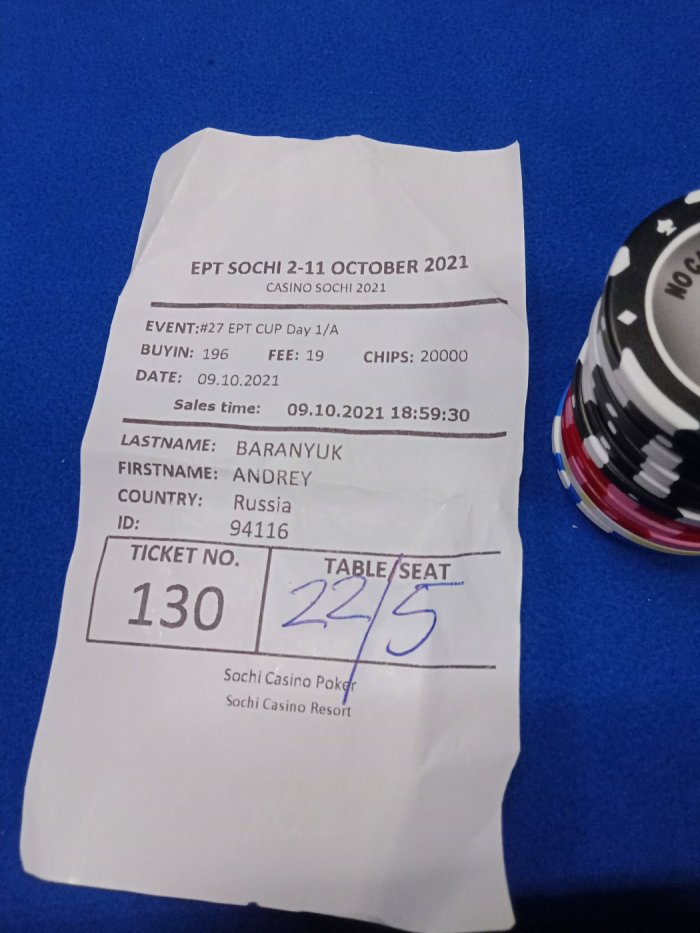 EPT SOCHI 2-11 OCTOBER 2021
CASINO SOCHI 2021
EVENT:#27 EPT CUP Day 1/A
BUYIN: 196 FEE: 19 CHIPS: 20000
DATE: 09.10.2021
Sales time: 09.10.2021 18:59:30
LASTNAME: BARANYUK
FIRSTNAME: ANDREY
COUNTRY: Russia
ID: 94116
TICKET NO. TABLE/SEAT
130 22/5
Sochi Casino Poker
Sochi Casino Resort
NO